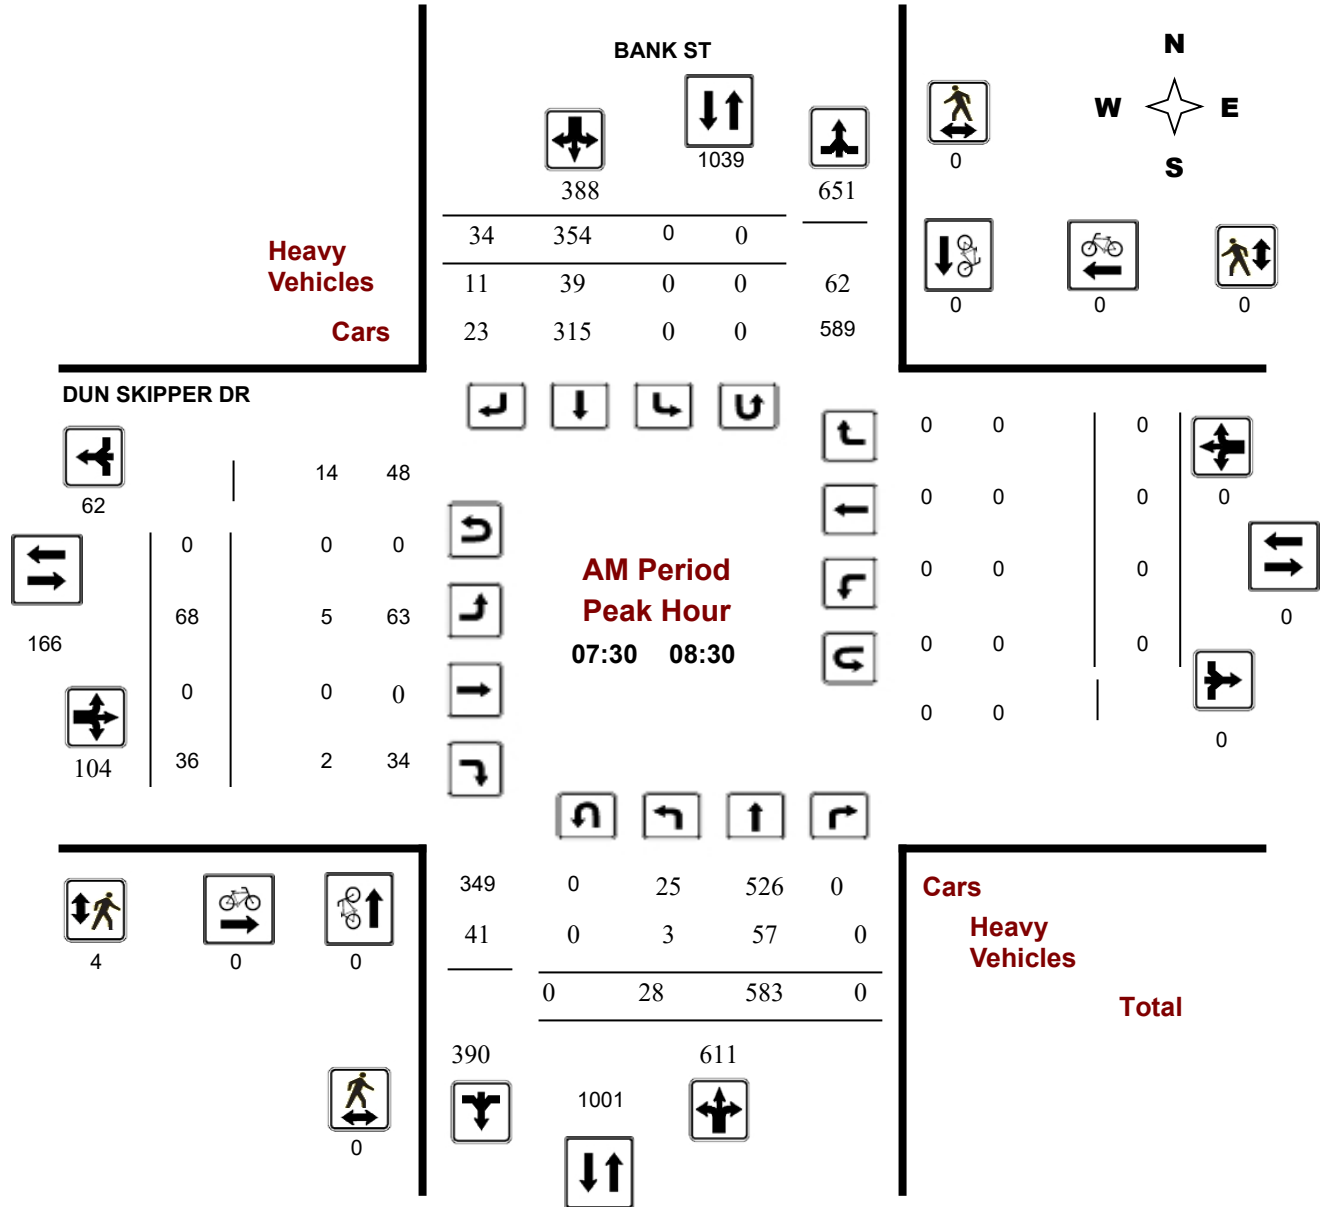 BANK ST
N
W E
S
1039
388
651
0
34 354 0 0
Heavy
Vehicles
11 39 0 0 62
0 0 0
Cars
23 315 0 0 589
DUN SKIPPER DR
0 0 0
14 48
62
0 0 0 0
0 0 0
AM Period
0 0 0
Peak Hour
68 5 63
0
166
07:30 08:30
0 0 0
0 0 0
0 0
104
36 2 34
0
349 0 25 526 0
Cars
41 0 3 57 0
Heavy
Vehicles
4 0 0
0 28 583 0
Total
390 611
1001
0